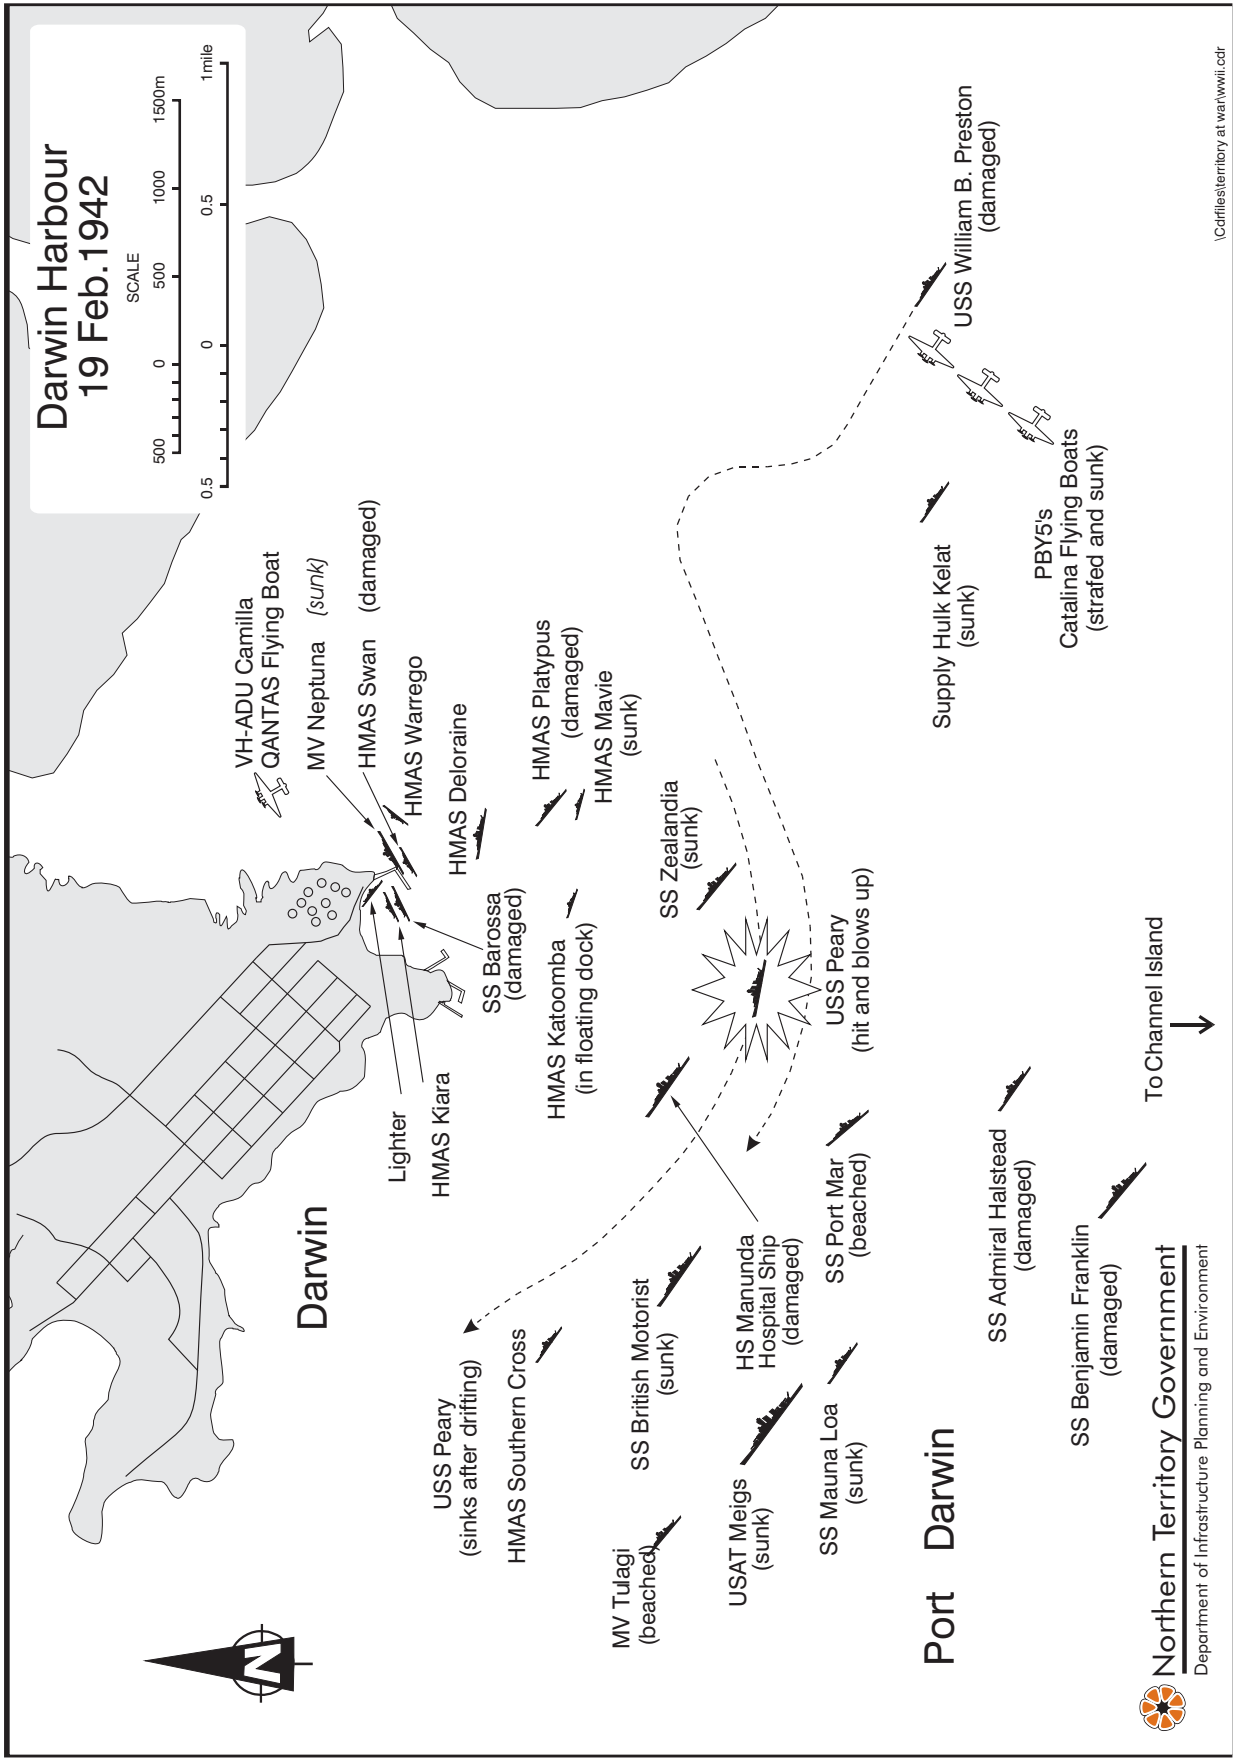 Darwin Harbour
19 Feb.1942
SCALE
500 0 500 1000 1500m
0.5 0 0.5 1mile
VH-ADU Camilla
QANTAS Flying Boat
MV Neptuna (sunk)
HMAS Swan (damaged)
HMAS Warrego
HMAS Deloraine
HMAS Platypus
(damaged)
HMAS Mavie
(sunk)
SS Zealandia
(sunk)
SS Barossa
(damaged)
HMAS Katoomba
(in floating dock)
Lighter
HMAS Kiara
Darwin
USS Peary
(hit and blows up)
USS William B. Preston
(damaged)
Supply Hulk Kelat
(sunk)
PBY5's
Catalina Flying Boats
(strafed and sunk)
USS Peary
(sinks after drifting)
HMAS Southern Cross
SS British Motorist
(sunk)
HS Manunda
Hospital Ship
(damaged)
SS Port Mar
(beached)
MV Tulagi
(beached)
USAT Meigs
(sunk)
SS Mauna Loa
(sunk)
SS Admiral Halstead
(damaged)
SS Benjamin Franklin
(damaged)
To Channel Island
Port Darwin
N
Northern Territory Government
Department of Infrastructure Planning and Environment
\Cdrfiles\territory at war\wwii.cdr